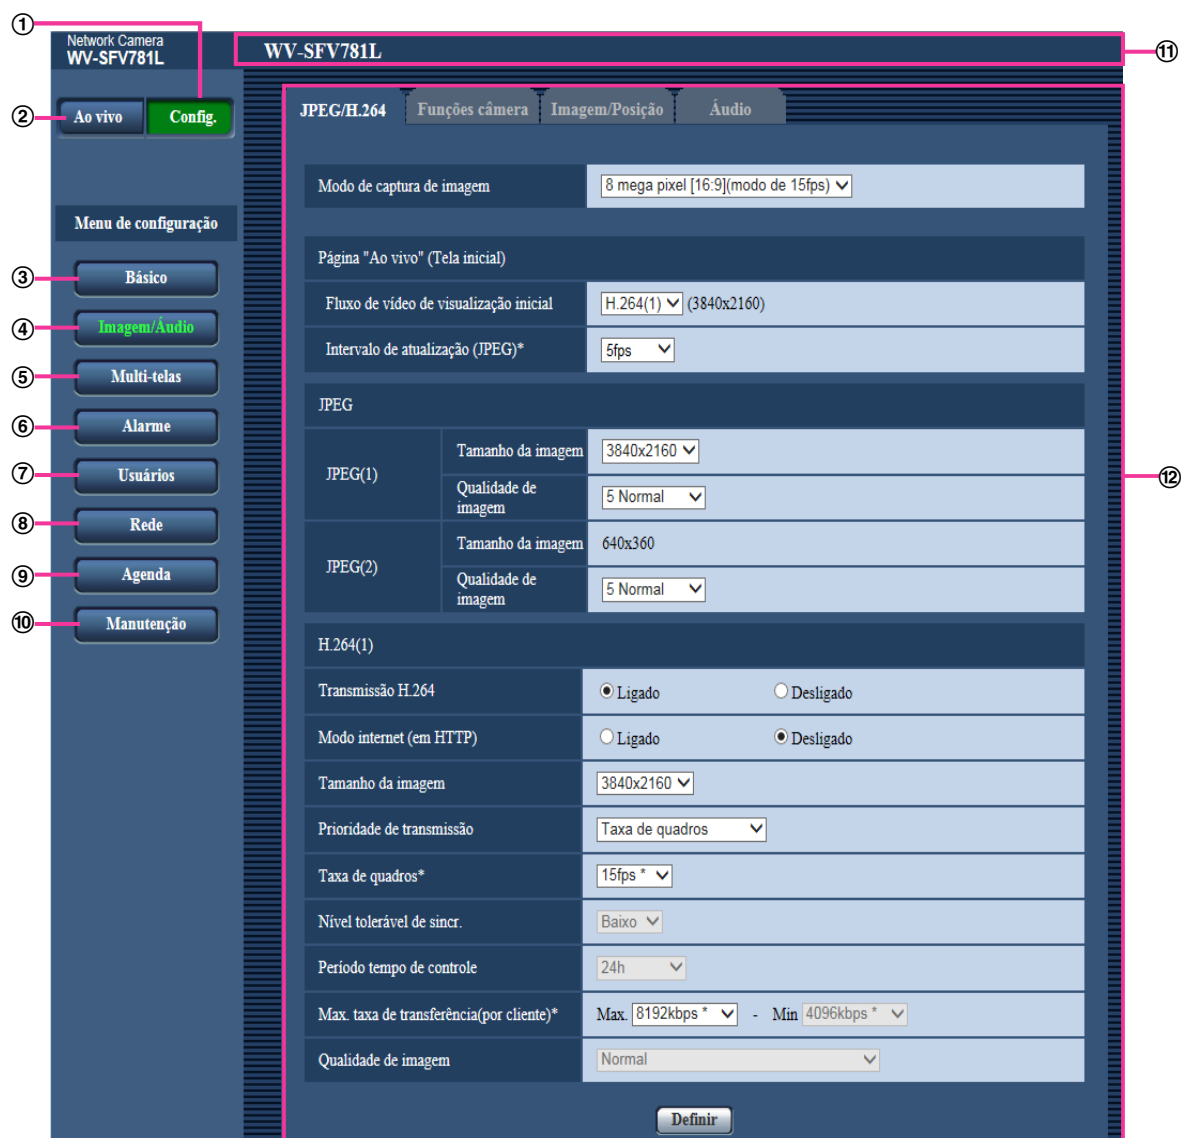 ①
Network Camera
WV-SFV781L
WV-SFV781L
⑪
②
Ao vivo
Config.
JPEG/H.264
Funções câmera
Imagem/Posição
Áudio
Modo de captura de imagem
8 mega pixel [16:9](modo de 15fps)
Menu de configuração
Página "Ao vivo" (Tela inicial)
③
Básico
Fluxo de vídeo de visualização inicial
H.264(1)
(3840x2160)
④
Imagem/Áudio
Intervalo de atualização (JPEG)*
5fps
⑤
Multi-telas
JPEG
⑥
Alarme
JPEG(1)
Tamanho da imagem
3840x2160
⑦
Usuários
Qualidade de
imagem
5 Normal
⑫
⑧
Rede
JPEG(2)
Tamanho da imagem
640x360
⑨
Agenda
Qualidade de
imagem
5 Normal
⑩
Manutenção
H.264(1)
Transmissão H.264
Ligado
Desligado
Modo internet (em HTTP)
Ligado
Desligado
Tamanho da imagem
3840x2160
Prioridade de transmissão
Taxa de quadros
Taxa de quadros*
15fps *
Nível tolerável de sincr.
Baixo
Período tempo de controle
24h
Max. taxa de transferência(por cliente)*
Max. 8192kbps * - Min 4096kbps *
Qualidade de imagem
Normal
Definir